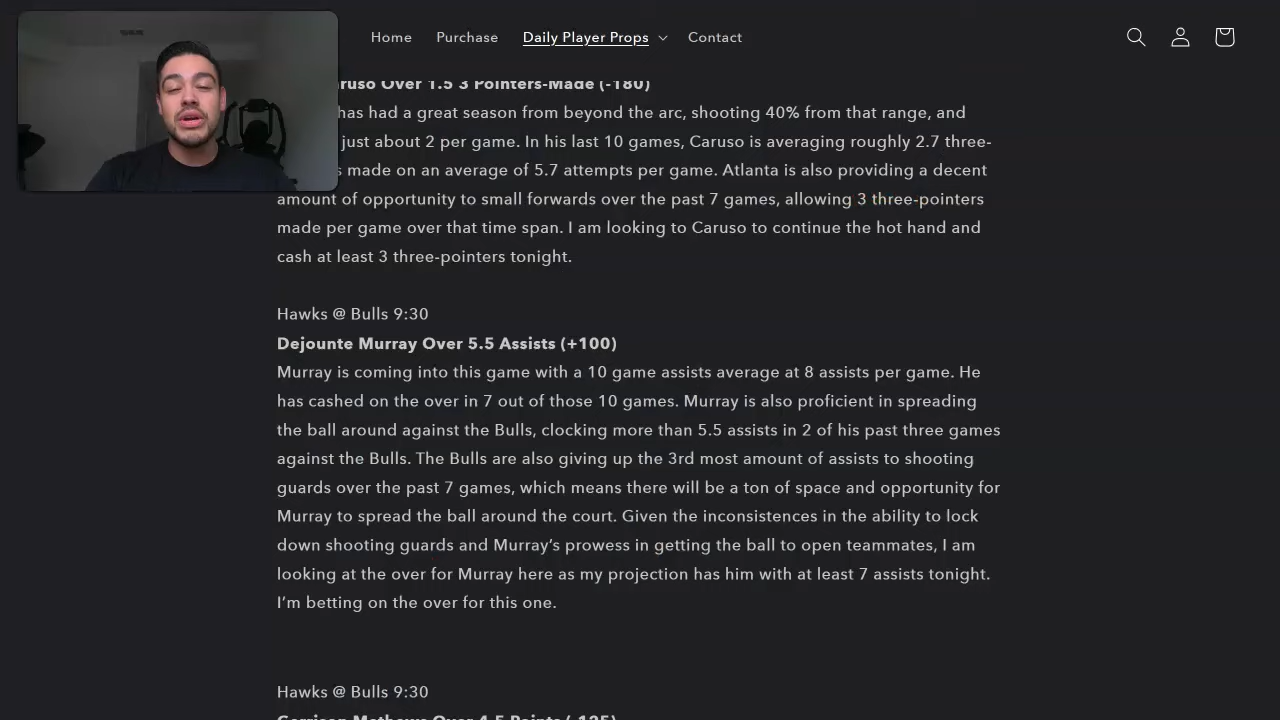 Home Purchase Daily Player Props Contact
Caruso Over 1.5 3 Pointers-Made (-180)
has had a great season from beyond the arc, shooting 40% from that range, and
just about 2 per game. In his last 10 games, Caruso is averaging roughly 2.7 three-
made on an average of 5.7 attempts per game. Atlanta is also providing a decent
amount of opportunity to small forwards over the past 7 games, allowing 3 three-pointers
made per game over that time span. I am looking to Caruso to continue the hot hand and
cash at least 3 three-pointers tonight.
Hawks @ Bulls 9:30
Dejounte Murray Over 5.5 Assists (+100)
Murray is coming into this game with a 10 game assists average at 8 assists per game. He
has cashed on the over in 7 out of those 10 games. Murray is also proficient in spreading
the ball around against the Bulls, clocking more than 5.5 assists in 2 of his past three games
against the Bulls. The Bulls are also giving up the 3rd most amount of assists to shooting
guards over the past 7 games, which means there will be a ton of space and opportunity for
Murray to spread the ball around the court. Given the inconsistences in the ability to lock
down shooting guards and Murray’s prowess in getting the ball to open teammates, I am
looking at the over for Murray here as my projection has him with at least 7 assists tonight.
I’m betting on the over for this one.
Hawks @ Bulls 9:30
Garrison Mathews Over 4.5 Points (-125)